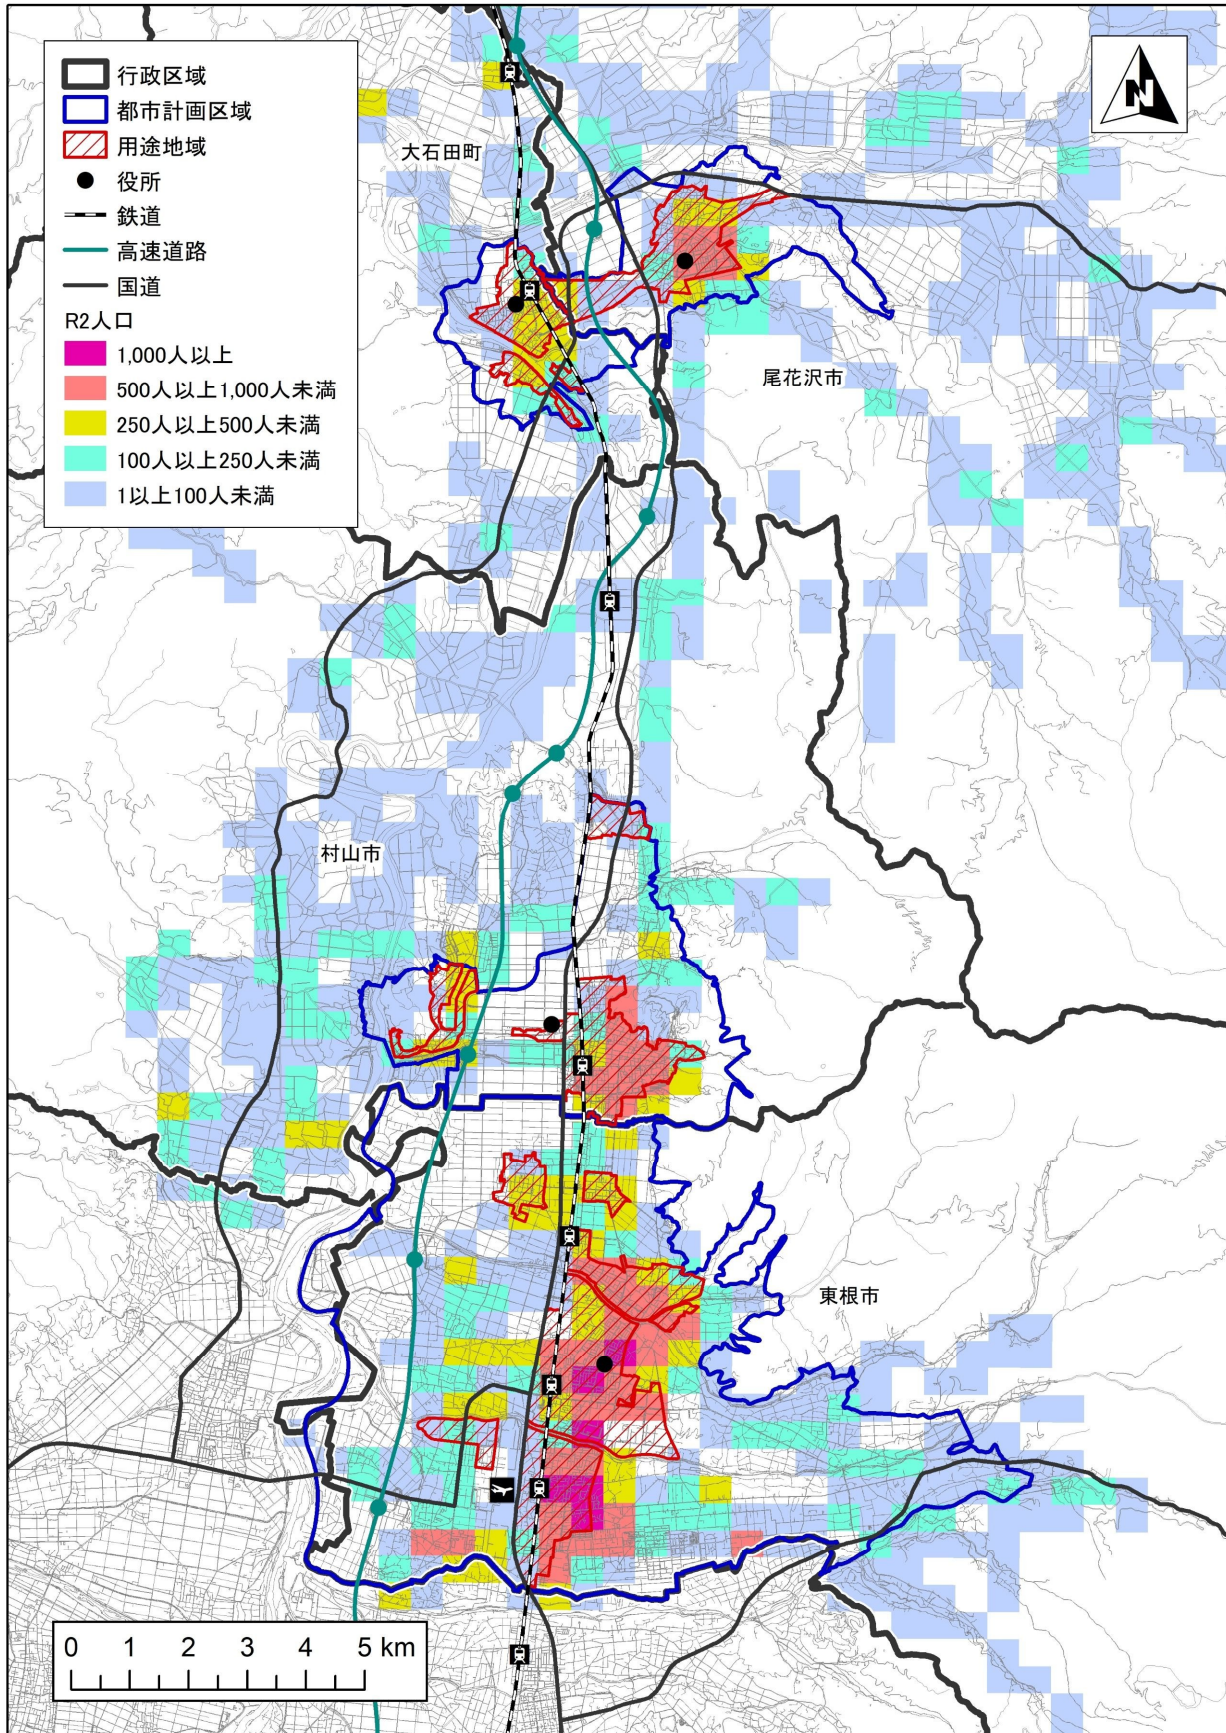 行政区域
都市計画区域
用途地域
役所
鉄道
高速道路
国道
R2人口
1,000人以上
500人以上1,000人未満
250人以上500人未満
100人以上250人未満
1以上100人未満
N
大石田町
尾花沢市
村山市
東根市
0 1 2 3 4 5 km